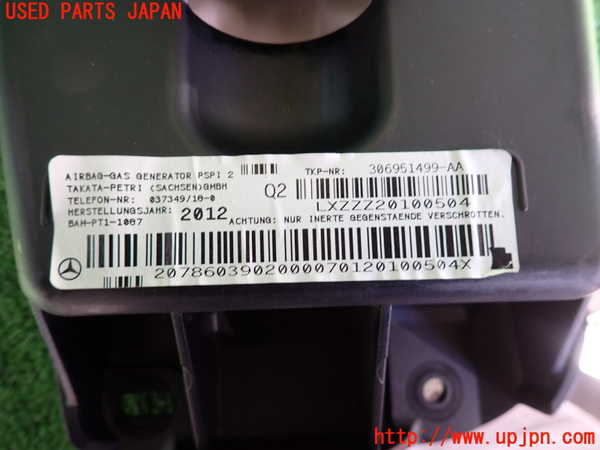 USED PARTS JAPAN
AIRBAG-GAS GENERATOR PSPI 2
TAKATA-PETRI (SACHSEN)GMBH
TELEFON-NR: 037349/18-0
HERSTELLUNGSJAHR: 2012
BAH-PT1-1087
Q2
TKP-NR: 306951499-AA
LXZZZ20100504
ACHTUNG: NUR INERTE GEGENSTAENDE VERSCHROTTEN.
2078603902000070120100504X
http://www.upjpn.com